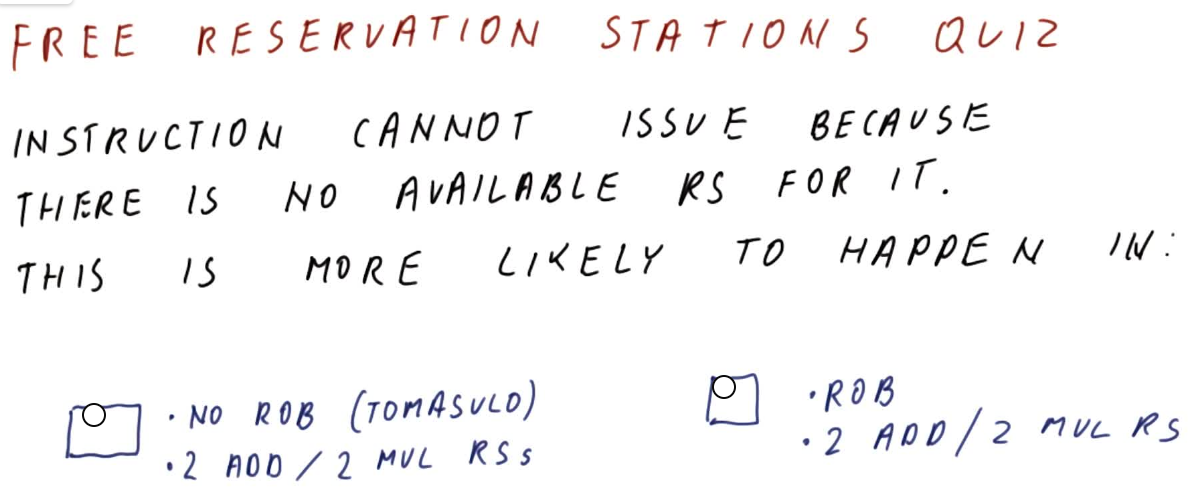 FREE RESERVATION STATIONS QUIZ
INSTRUCTION CANNOT ISSUE BECAUSE
THERE IS NO AVAILABLE RS FOR IT.
THIS IS MORE LIKELY TO HAPPEN IN:
• NO ROB (TOMASULO)
• 2 ADD / 2 MUL RSs
• ROB
• 2 ADD / 2 MUL RS